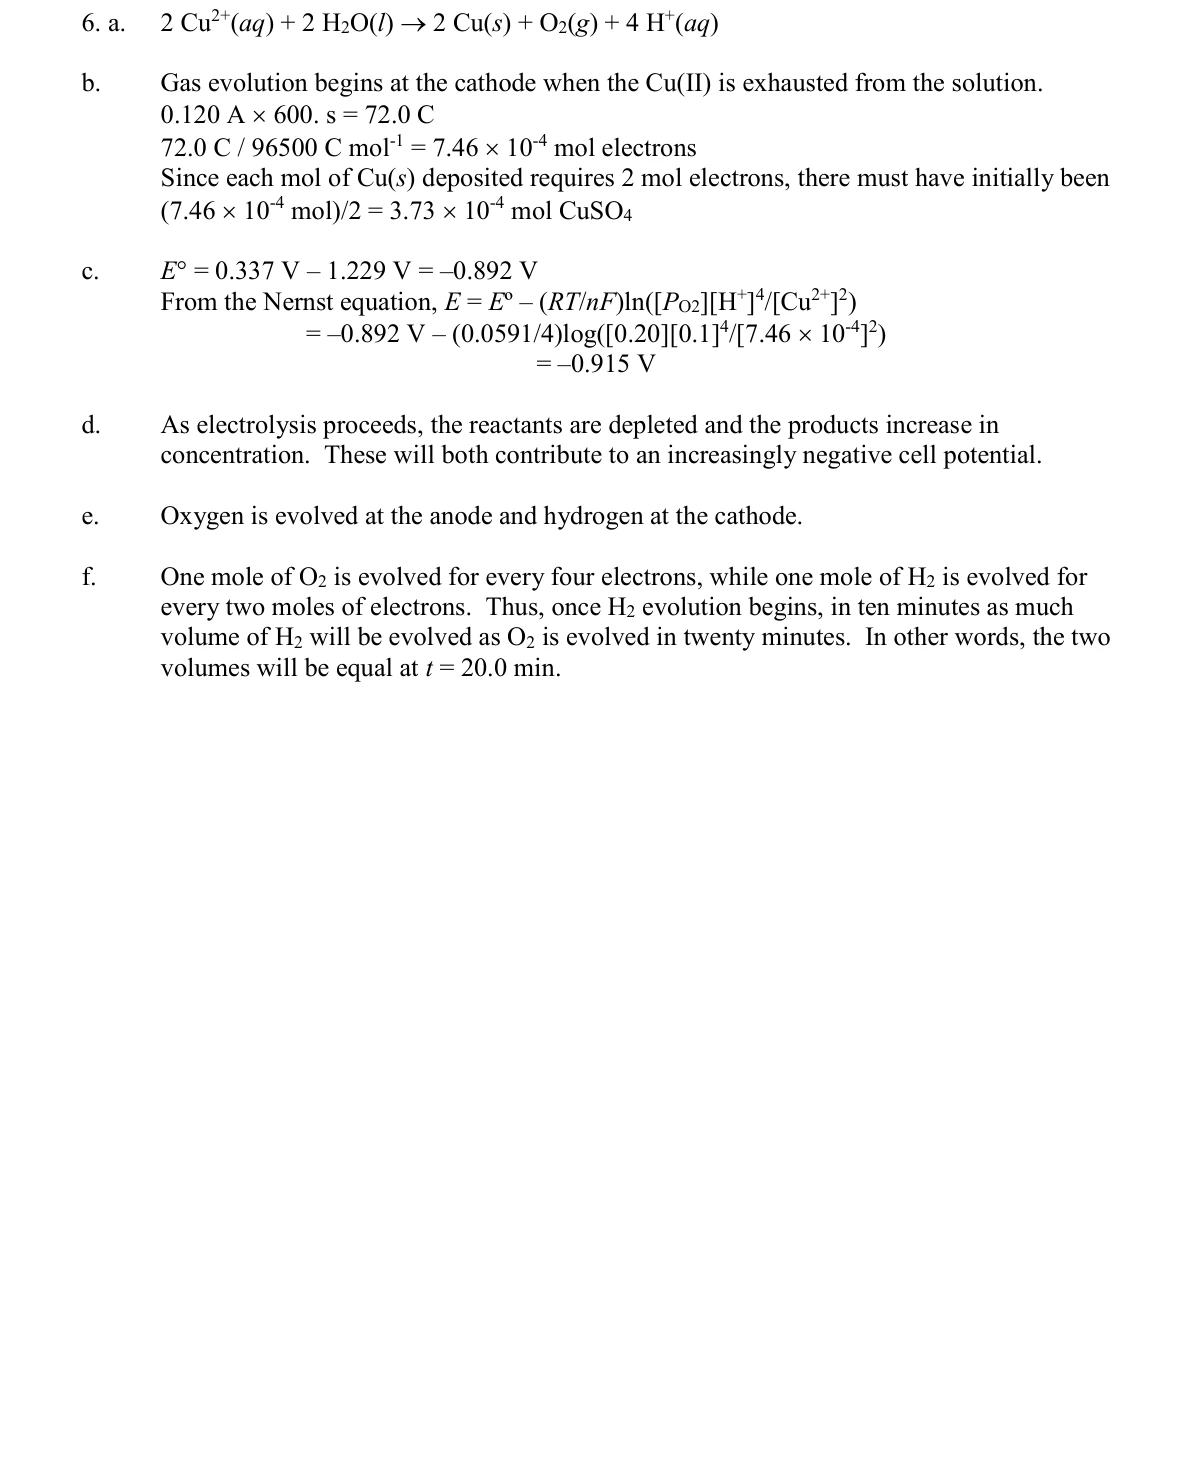 6. a. 2 Cu²⁺(aq) + 2 H₂O(l) → 2 Cu(s) + O₂(g) + 4 H⁺(aq)
b. Gas evolution begins at the cathode when the Cu(II) is exhausted from the solution.
0.120 A × 600. s = 72.0 C
72.0 C / 96500 C mol⁻¹ = 7.46 × 10⁻⁴ mol electrons
Since each mol of Cu(s) deposited requires 2 mol electrons, there must have initially been
(7.46 × 10⁻⁴ mol)/2 = 3.73 × 10⁻⁴ mol CuSO₄
c. E° = 0.337 V – 1.229 V = –0.892 V
From the Nernst equation, E = Eº – (RT/nF)ln([P_O2][H⁺]⁴/[Cu²⁺]²)
= –0.892 V – (0.0591/4)log([0.20][0.1]⁴/[7.46 × 10⁻⁴]²)
= –0.915 V
d. As electrolysis proceeds, the reactants are depleted and the products increase in
concentration. These will both contribute to an increasingly negative cell potential.
e. Oxygen is evolved at the anode and hydrogen at the cathode.
f. One mole of O₂ is evolved for every four electrons, while one mole of H₂ is evolved for
every two moles of electrons. Thus, once H₂ evolution begins, in ten minutes as much
volume of H₂ will be evolved as O₂ is evolved in twenty minutes. In other words, the two
volumes will be equal at t = 20.0 min.